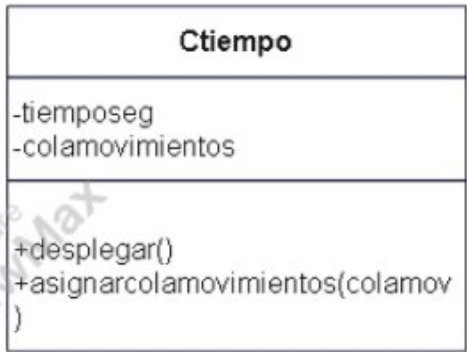 Ctiempo
-tiemposeg
-colamovimientos
+desplegar()
+asignarcolamovimientos(colamov
)